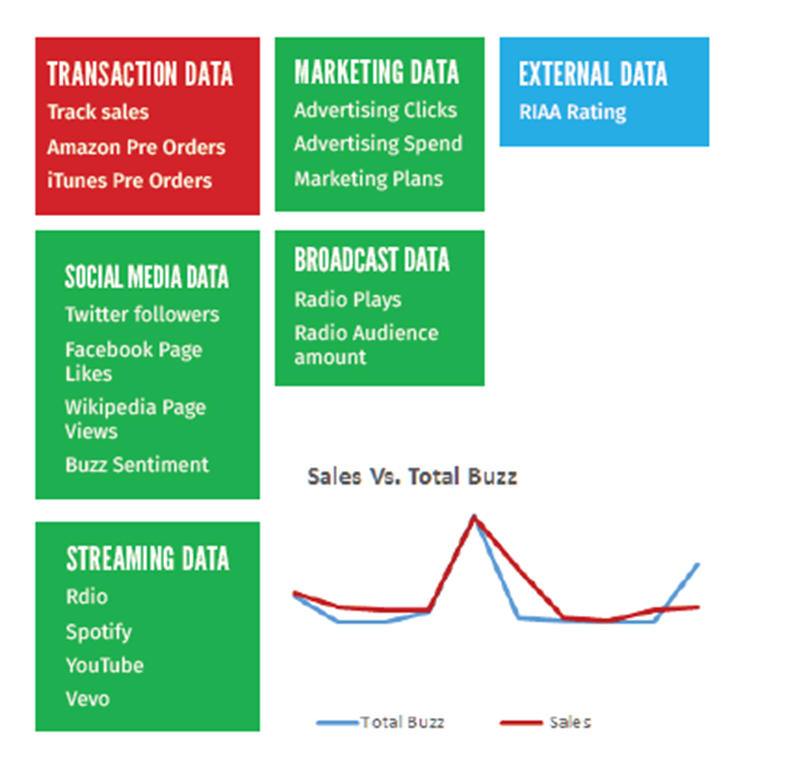 TRANSACTION DATA
Track sales
Amazon Pre Orders
iTunes Pre Orders
MARKETING DATA
Advertising Clicks
Advertising Spend
Marketing Plans
EXTERNAL DATA
RIAA Rating
SOCIAL MEDIA DATA
Twitter followers
Facebook Page
Likes
Wikipedia Page
Views
Buzz Sentiment
BROADCAST DATA
Radio Plays
Radio Audience
amount
STREAMING DATA
Rdio
Spotify
YouTube
Vevo
Sales Vs. Total Buzz
Total Buzz
Sales